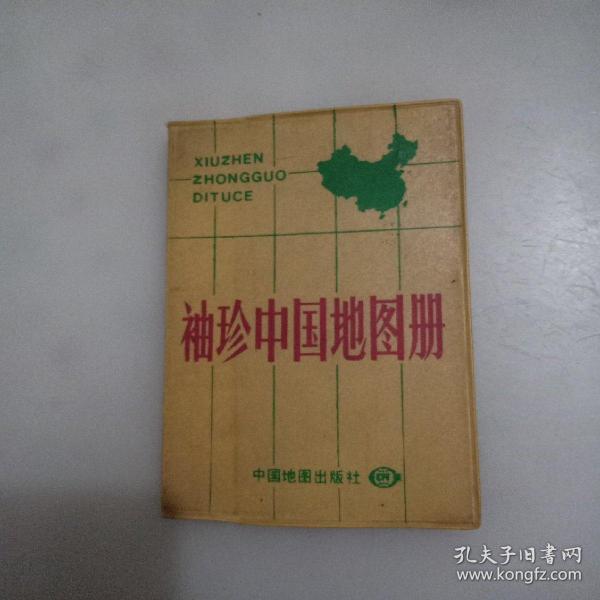 XIUZHEN
ZHONGGUO
DITUCE
袖珍中国地图册
中国地图出版社
孔夫子旧书网
www.kongfz.com